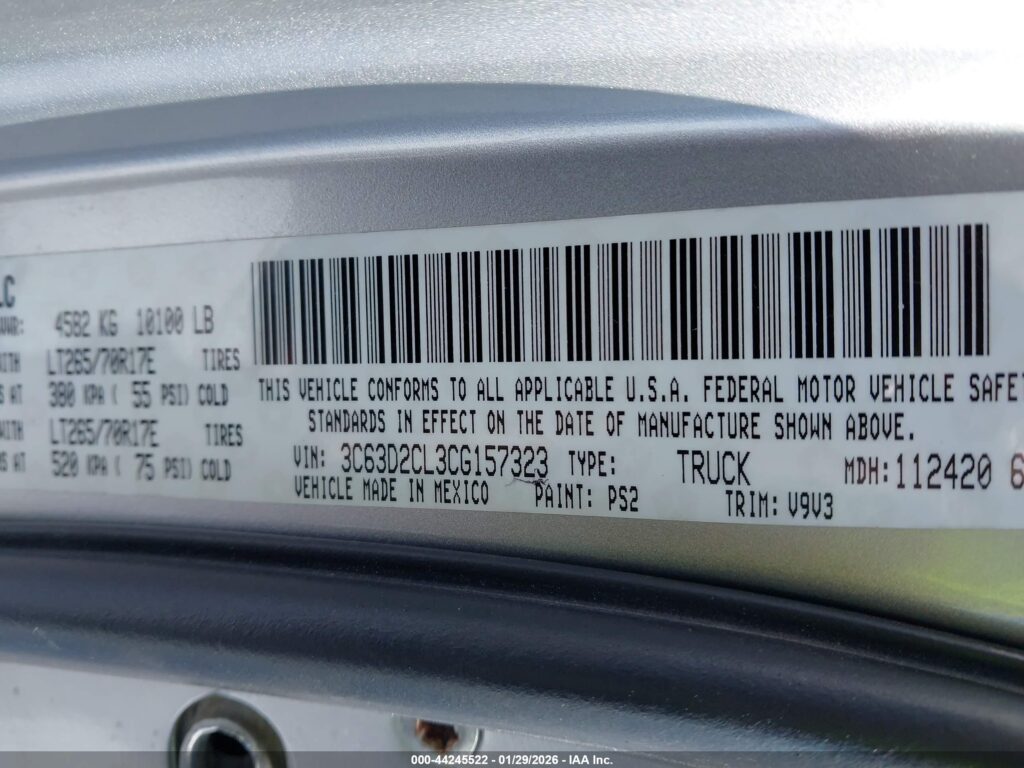 LC
4582 KG 10100 LB
LT265/70R17E TIRES
380 KPA ( 55 PSI) COLD
LT265/70R17E TIRES
520 KPA ( 75 PSI) COLD
THIS VEHICLE CONFORMS TO ALL APPLICABLE U.S.A. FEDERAL MOTOR VEHICLE SAFET
STANDARDS IN EFFECT ON THE DATE OF MANUFACTURE SHOWN ABOVE.
VIN: 3C63D2CL3CG157323 TYPE: TRUCK MDH: 112420 6
VEHICLE MADE IN MEXICO PAINT: PS2 TRIM: V9V3
000-44245522 - 01/29/2026 - IAA Inc.